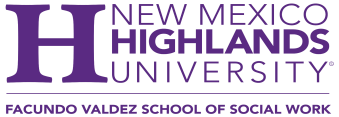 H NEW MEXICO
HIGHLANDS
UNIVERSITY®
FACUNDO VALDEZ SCHOOL OF SOCIAL WORK